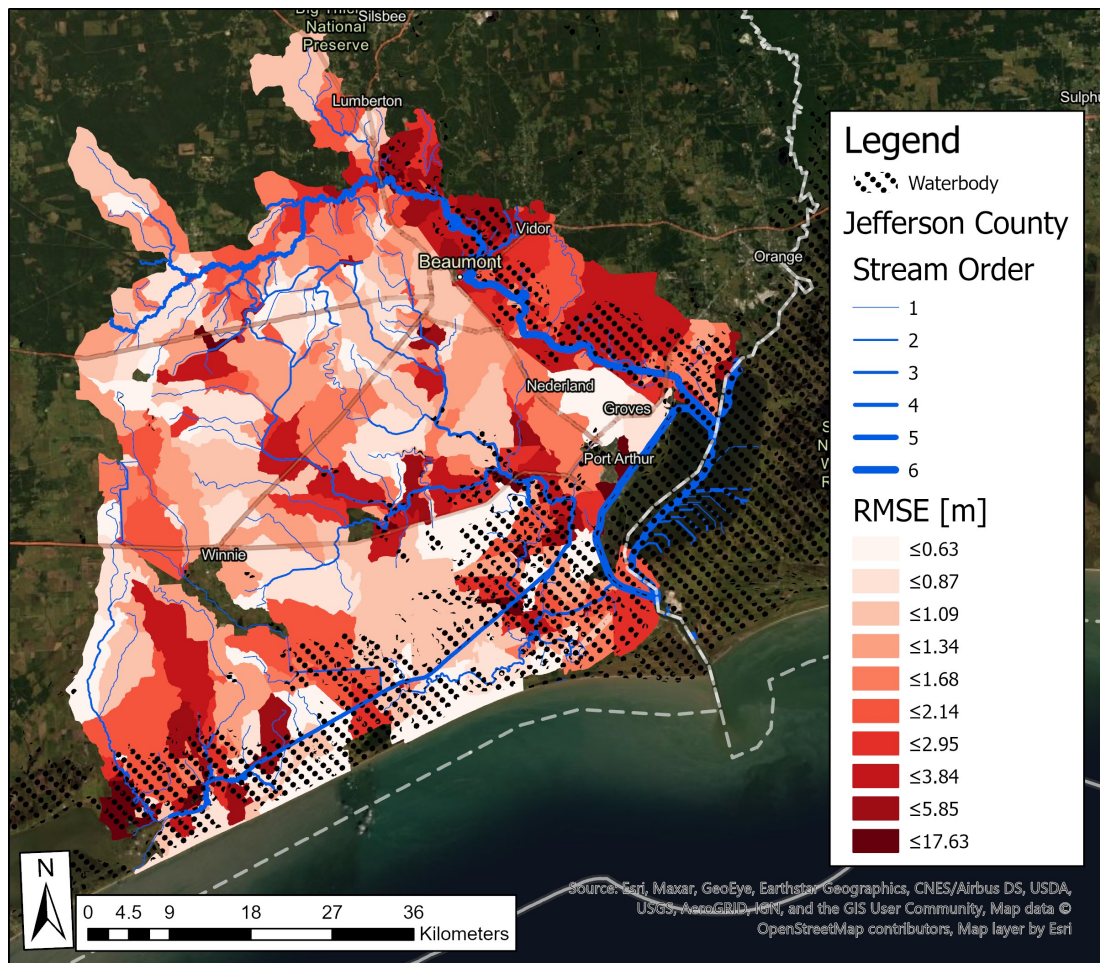 Big Thicket
Silsbee
National
Preserve
Lumberton
Sulphu
Vidor
Orange
Beaumont
Nederland
Groves
Port Arthur
Winnie
S
N
W
R
Legend
Waterbody
Jefferson County
Stream Order
1
2
3
4
5
6
RMSE [m]
≤0.63
≤0.87
≤1.09
≤1.34
≤1.68
≤2.14
≤2.95
≤3.84
≤5.85
≤17.63
N
0 4.5 9 18 27 36
Kilometers
Source: Esri, Maxar, GeoEye, Earthstar Geographics, CNES/Airbus DS, USDA,
USGS, AeroGRID, IGN, and the GIS User Community, Map data ©
OpenStreetMap contributors, Map layer by Esri